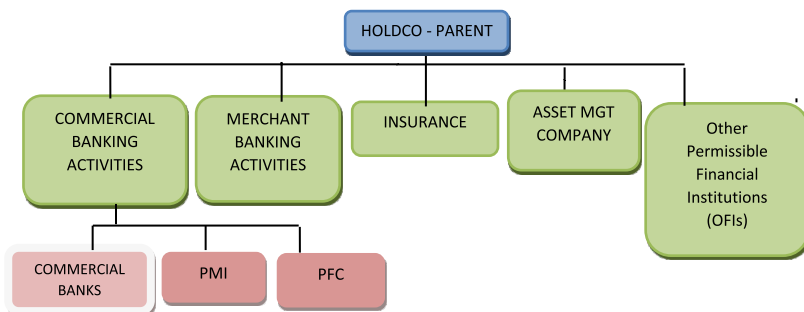 HOLDCO - PARENT
COMMERCIAL
BANKING
ACTIVITIES
MERCHANT
BANKING
ACTIVITIES
INSURANCE
ASSET MGT
COMPANY
Other
Permissible
Financial
Institutions
(OFIs)
COMMERCIAL
BANKS
PMI
PFC